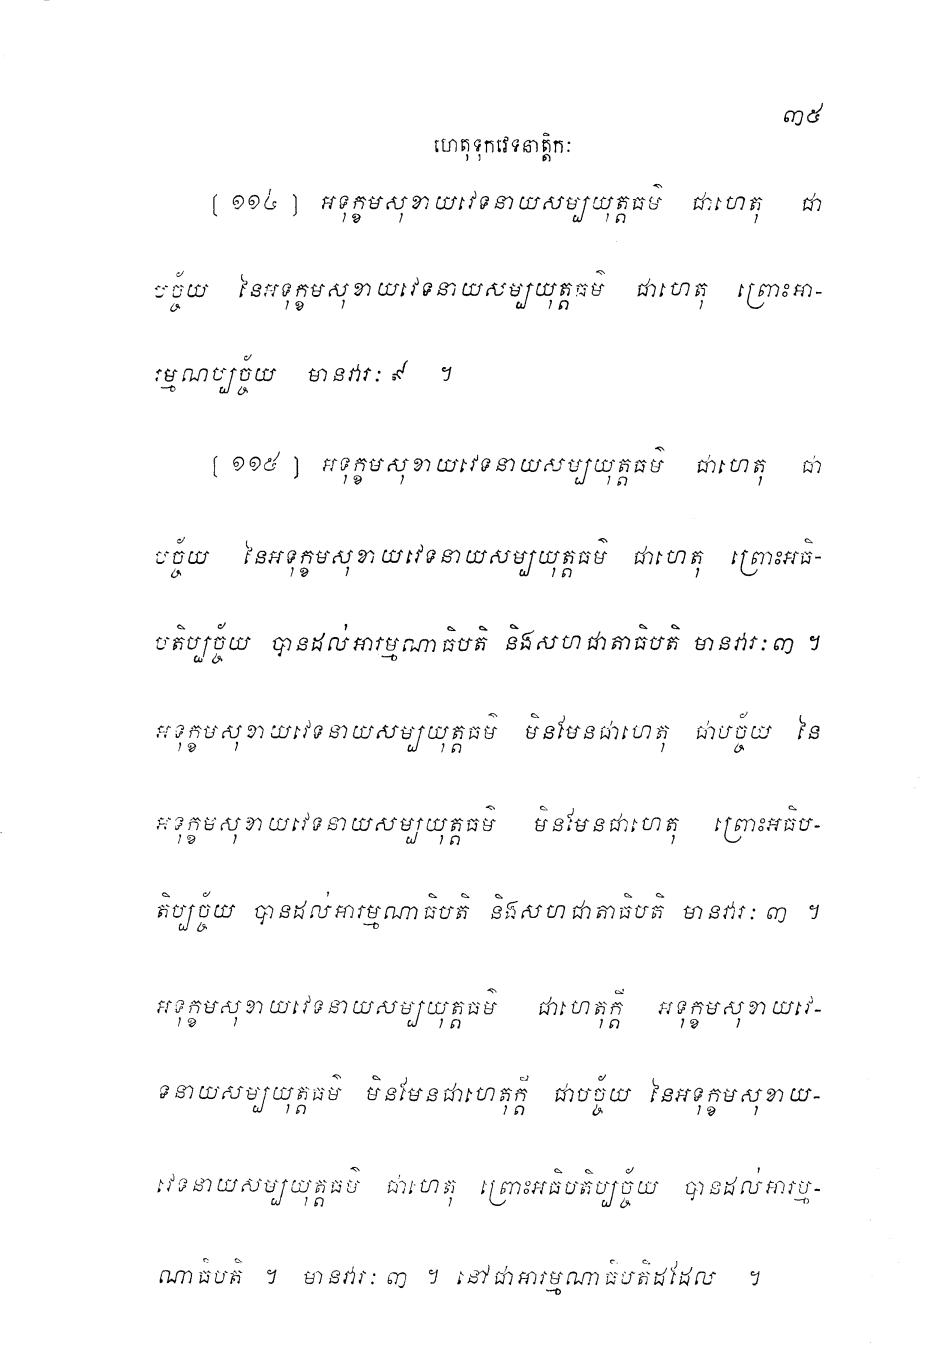 ៣៥
ហេតុទុកវេទនាត្តិកៈ
[ ១១៤ ] អទុក្ខមសុខាយវេទនាយសម្បយុត្តធម៌ ជាហេតុ ជា
បច្ច័យ នៃអទុក្ខមសុខាយវេទនាយសម្បយុត្តធម៌ ជាហេតុ ព្រោះអា-
រម្មណប្បច្ច័យ មានវារៈ ៩ ។
[ ១១៥ ] អទុក្ខមសុខាយវេទនាយសម្បយុត្តធម៌ ជាហេតុ ជា
បច្ច័យ នៃអទុក្ខមសុខាយវេទនាយសម្បយុត្តធម៌ ជាហេតុ ព្រោះអធិ-
បតិប្បច្ច័យ បានដល់អារម្មណាធិបតិ និងសហជាតាធិបតិ មានវារៈ ៣ ។
អទុក្ខមសុខាយវេទនាយសម្បយុត្តធម៌ មិនមែនជាហេតុ ជាបច្ច័យ នៃ
អទុក្ខមសុខាយវេទនាយសម្បយុត្តធម៌ មិនមែនជាហេតុ ព្រោះអធិប-
តិប្បច្ច័យ បានដល់អារម្មណាធិបតិ និងសហជាតាធិបតិ មានវារៈ ៣ ។
អទុក្ខមសុខាយវេទនាយសម្បយុត្តធម៌ ជាហេតុក្តី អទុក្ខមសុខាយវេ-
ទនាយសម្បយុត្តធម៌ មិនមែនជាហេតុក្តី ជាបច្ច័យ នៃអទុក្ខមសុខាយ-
វេទនាយសម្បយុត្តធម៌ ជាហេតុ ព្រោះអធិបតិប្បច្ច័យ បានដល់អារម្ម-
ណាធិបតិ ។ មានវារៈ ៣ ។ នៅជាអារម្មណាធិបតិដដែល ។